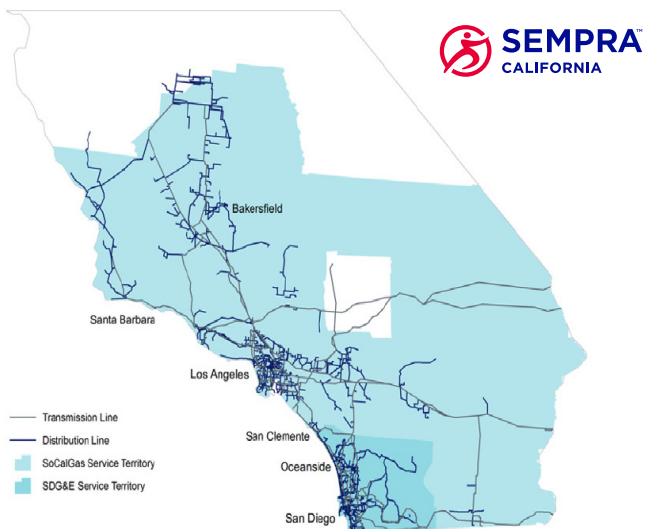 SEMPRA™
CALIFORNIA
Bakersfield
Santa Barbara
Los Angeles
San Clemente
Oceanside
San Diego
Transmission Line
Distribution Line
SoCalGas Service Territory
SDG&E Service Territory